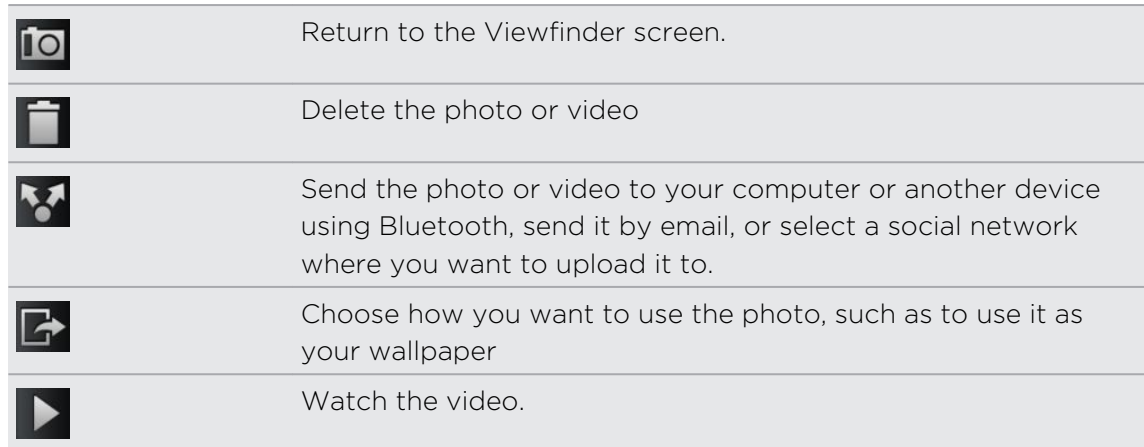 Return to the Viewfinder screen.
Delete the photo or video
Send the photo or video to your computer or another device
using Bluetooth, send it by email, or select a social network
where you want to upload it to.
Choose how you want to use the photo, such as to use it as
your wallpaper
Watch the video.